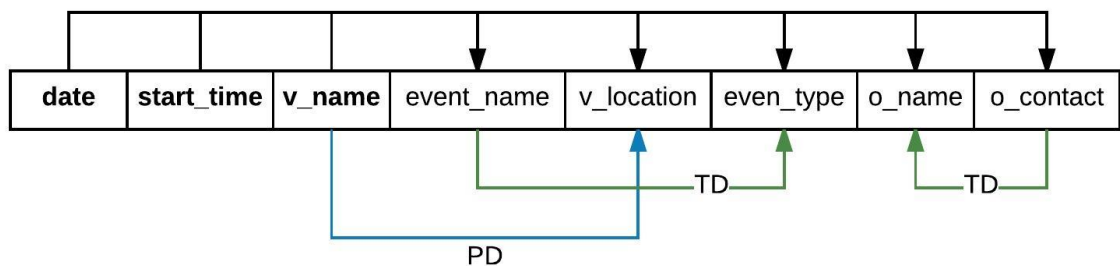 date start_time v_name event_name v_location even_type o_name o_contact
TD TD
PD